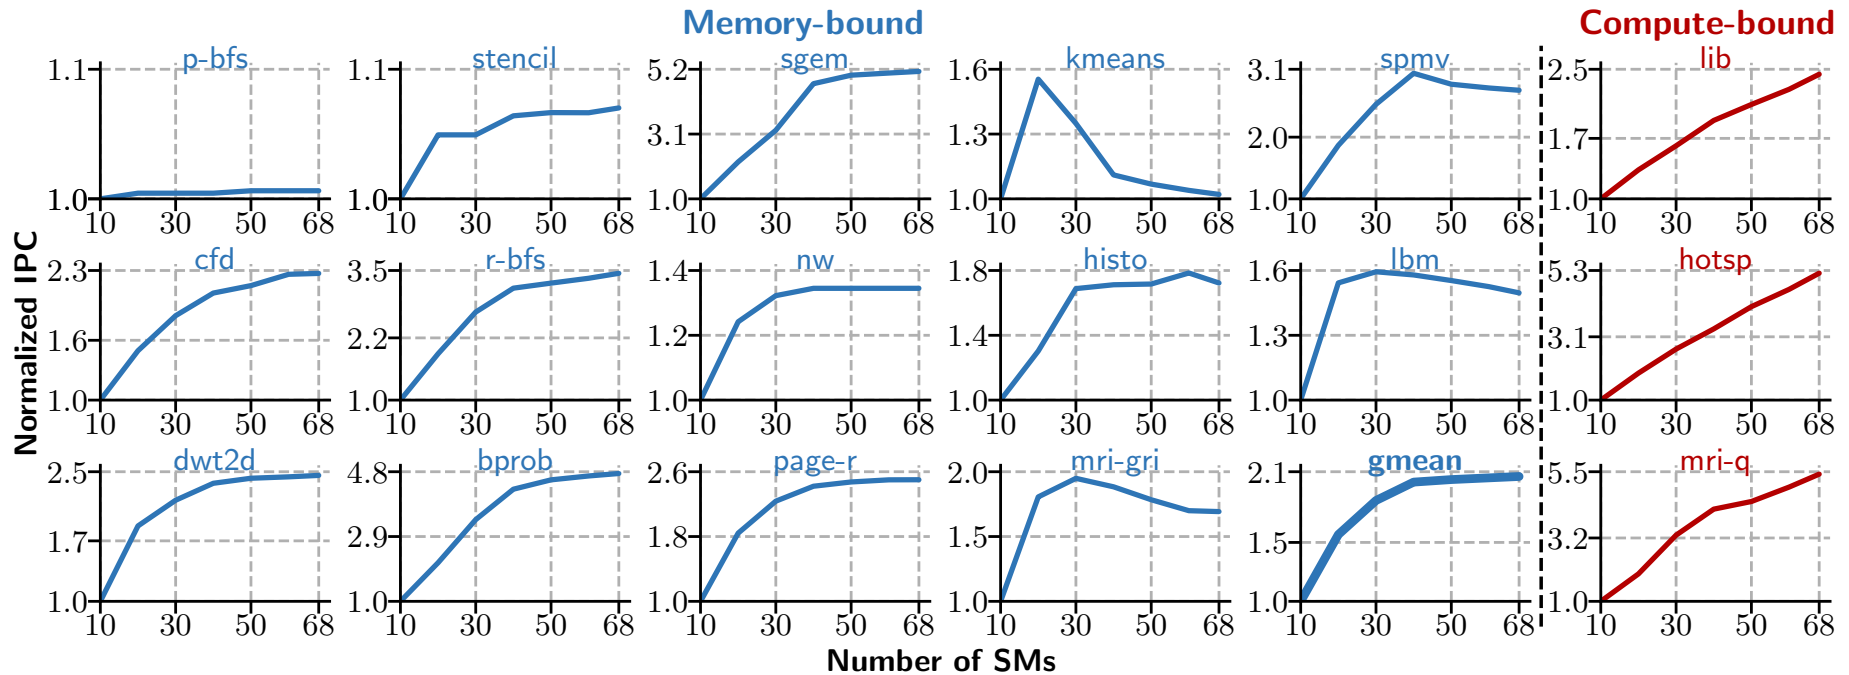 Memory-bound Compute-bound
p-bfs stencil sgem kmeans spmv lib
1.1 1.1 5.2 1.6 3.1 2.5
3.1 1.3 2.0 1.7
1.0 1.0 1.0 1.0 1.0 1.0
10 30 50 68 10 30 50 68 10 30 50 68 10 30 50 68 10 30 50 68 10 30 50 68
cfd r-bfs nw histo lbm hotsp
2.3 3.5 1.4 1.8 1.6 5.3
1.6 2.2 1.2 1.4 1.3 3.1
1.0 1.0 1.0 1.0 1.0 1.0
10 30 50 68 10 30 50 68 10 30 50 68 10 30 50 68 10 30 50 68 10 30 50 68
dwt2d bprob page-r mri-gri gmean mri-q
2.5 4.8 2.6 2.0 2.1 5.5
1.7 2.9 1.8 1.5 1.5 3.2
1.0 1.0 1.0 1.0 1.0 1.0
10 30 50 68 10 30 50 68 10 30 50 68 10 30 50 68 10 30 50 68 10 30 50 68
Normalized IPC
Number of SMs